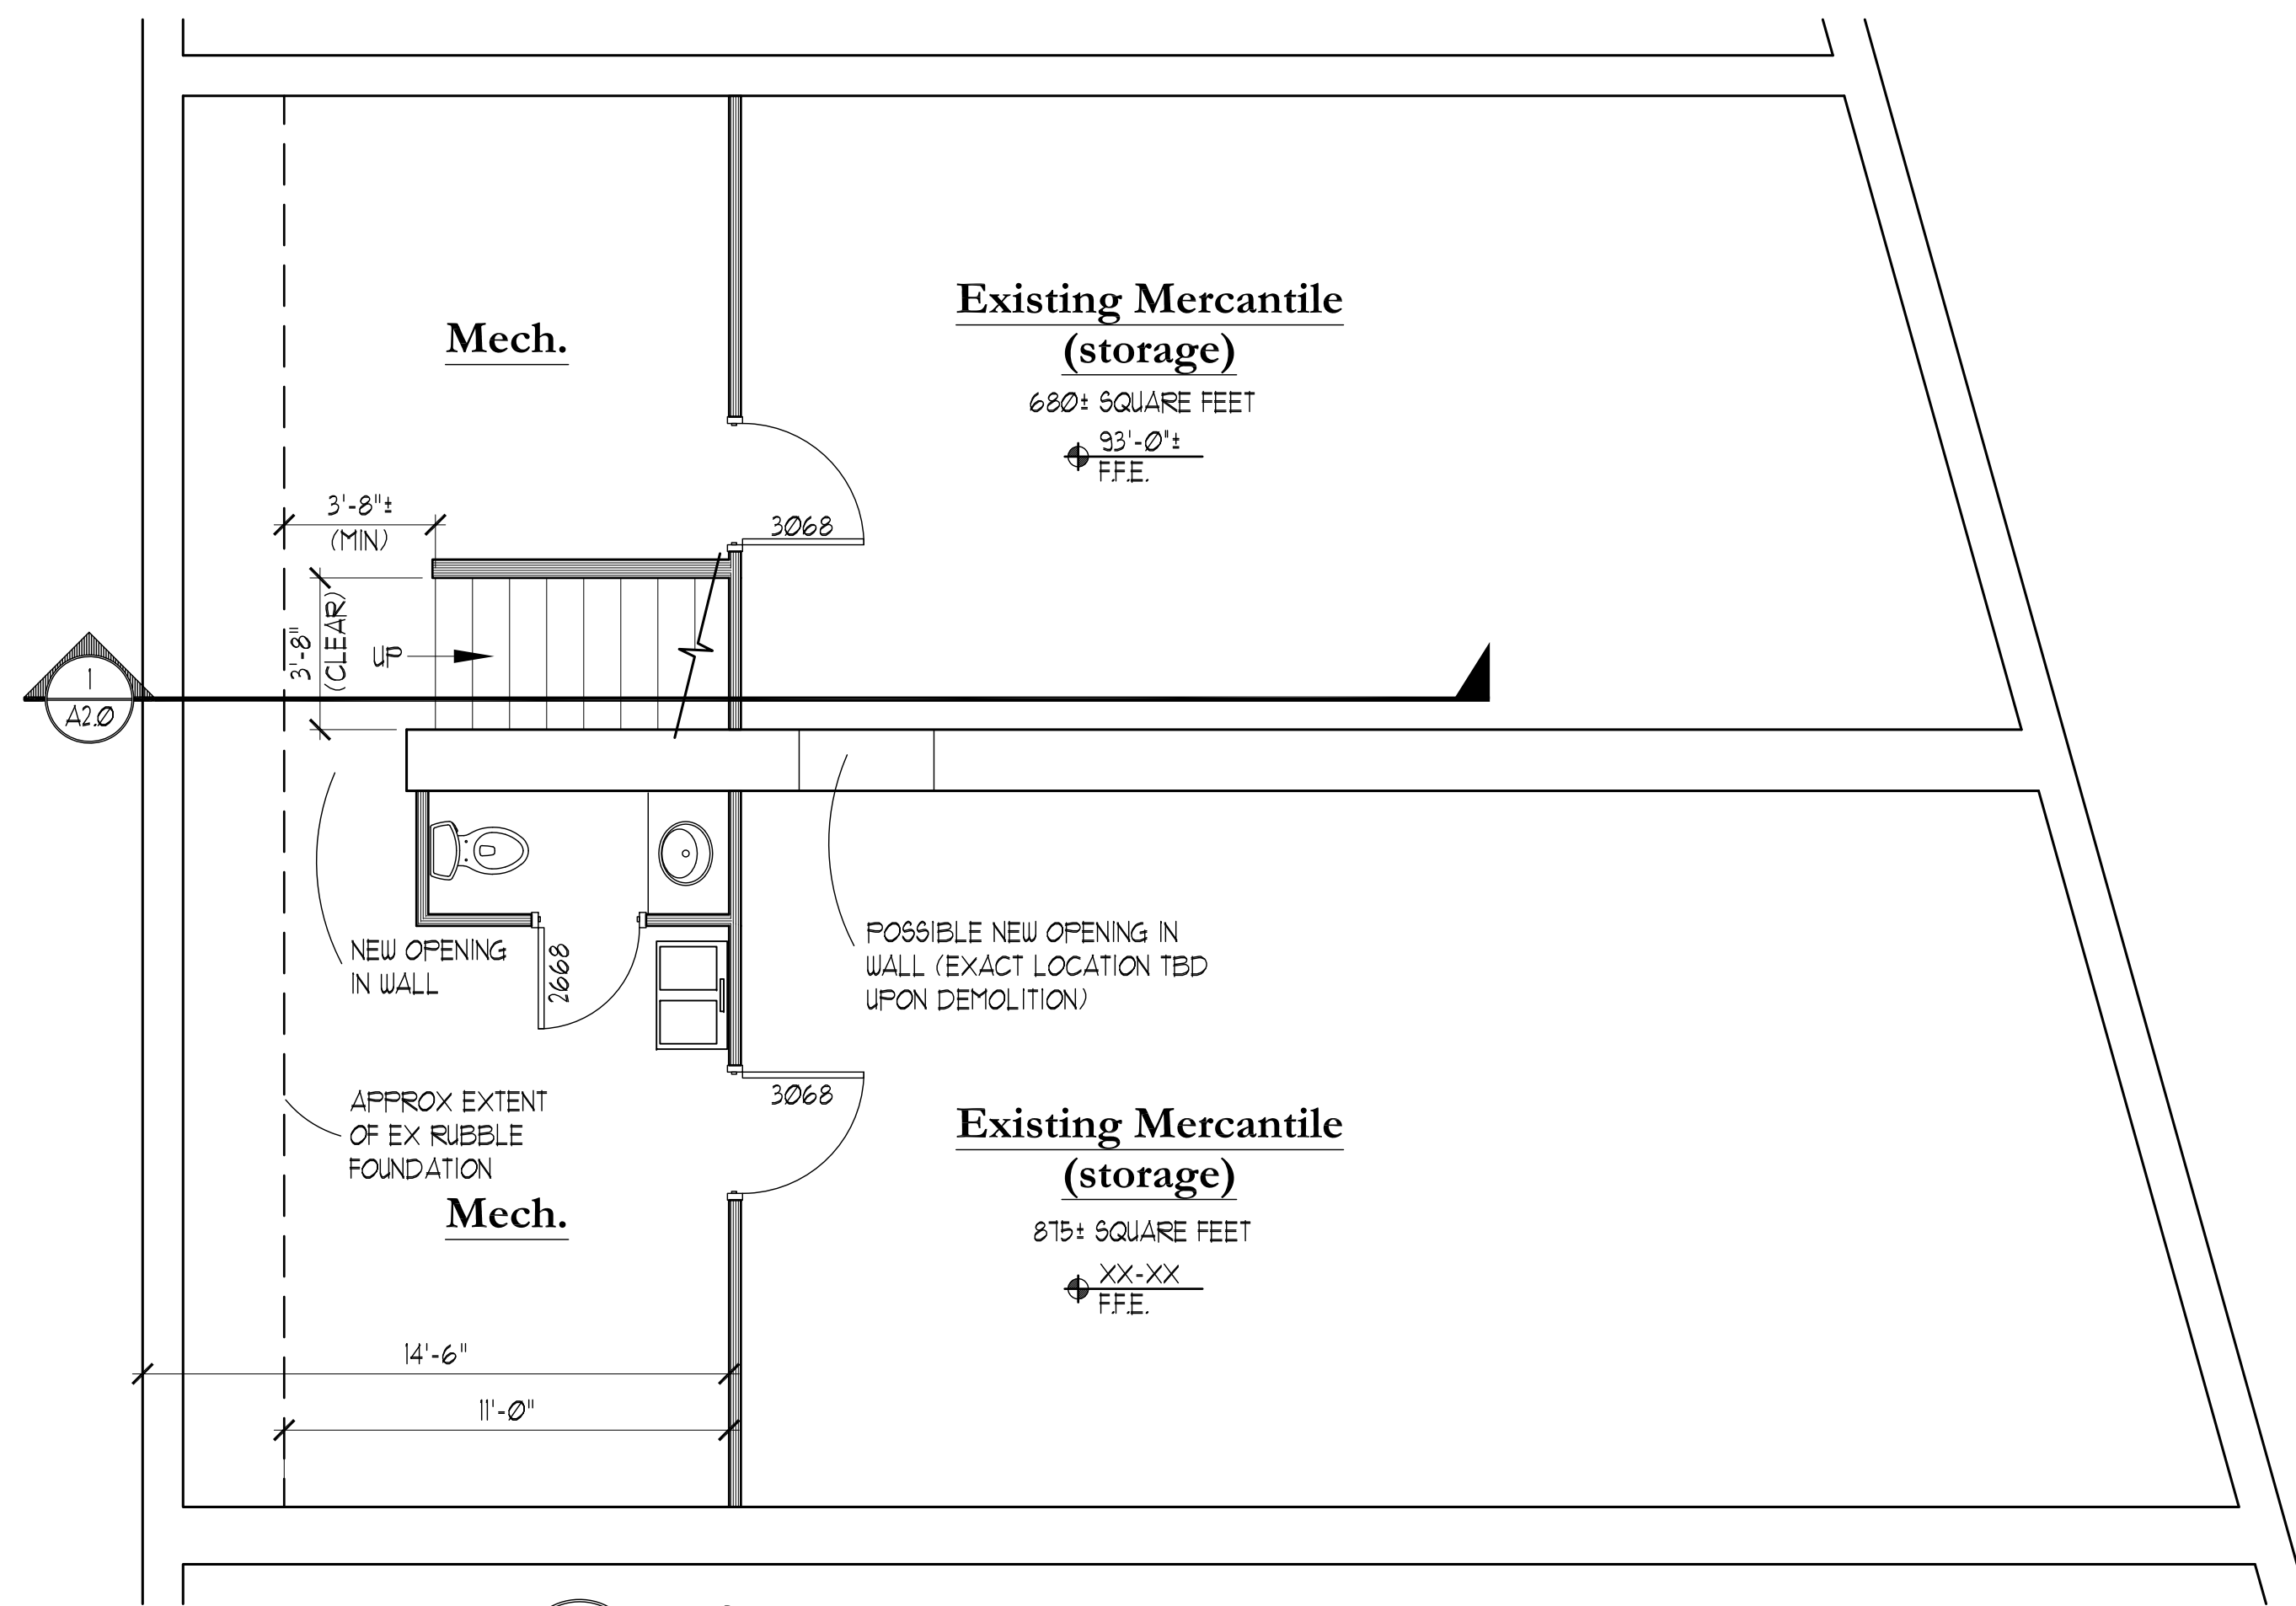 Existing Mercantile
(storage)
680± SQUARE FEET
93'-0"±
F.F.E.
Mech.
3'-8"±
(MIN)
3068
3'-8"
(CLEAR)
UP
1
A2.0
NEW OPENING
IN WALL
2668
POSSIBLE NEW OPENING IN
WALL (EXACT LOCATION TBD
UPON DEMOLITION)
3068
APPROX EXTENT
OF EX RUBBLE
FOUNDATION
Mech.
Existing Mercantile
(storage)
875± SQUARE FEET
XX-XX
F.F.E.
14'-6"
11'-0"